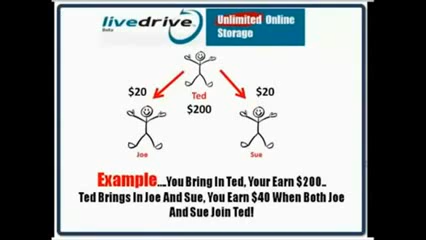 livedrive
Beta
Unlimited Online
Storage
$20
$20
Ted
$200
Joe
Sue
Example....You Bring In Ted, Your Earn $200..
Ted Brings In Joe And Sue, You Earn $40 When Both Joe
And Sue Join Ted!